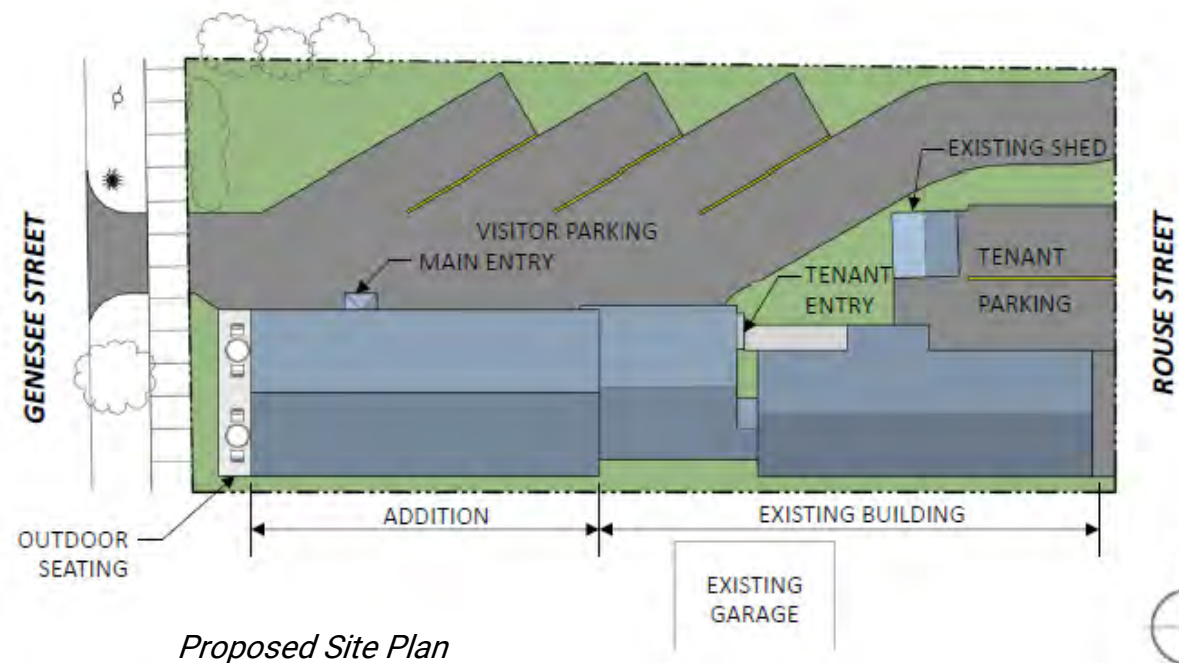 EXISTING SHED
VISITOR PARKING
MAIN ENTRY
TENANT
ENTRY
TENANT
PARKING
GENESEE STREET
ROUSE STREET
ADDITION
EXISTING BUILDING
OUTDOOR
SEATING
EXISTING
GARAGE
Proposed Site Plan